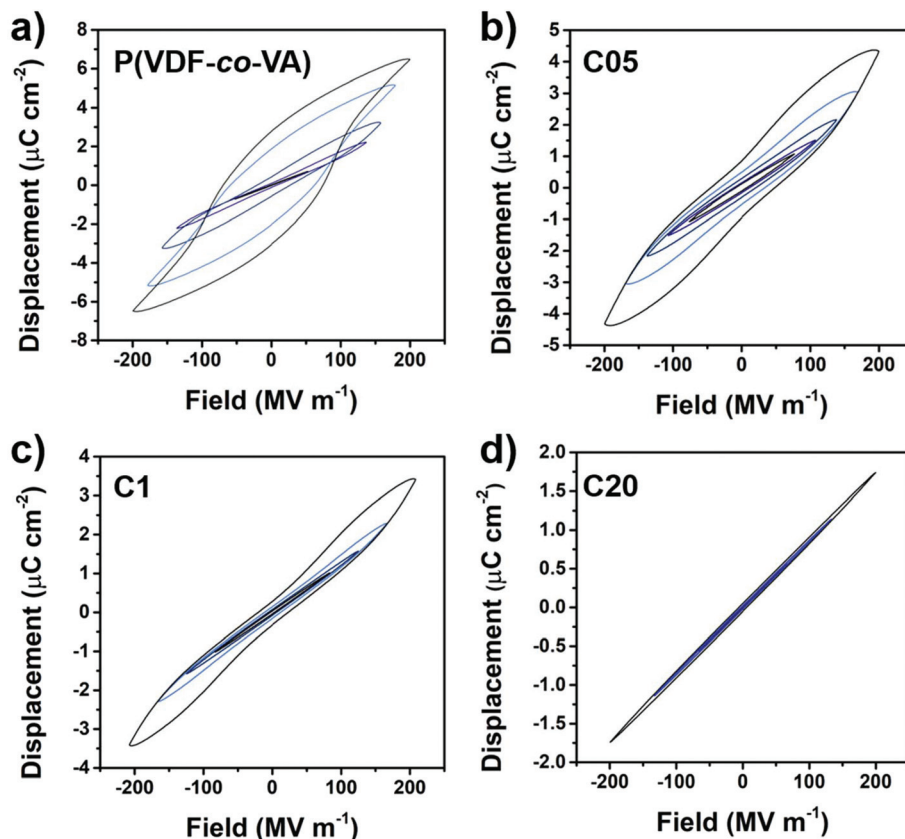 a)
P(VDF-co-VA)
Displacement (μC cm-2)
8
6
4
2
0
-2
-4
-6
-8
-200 -100 0 100 200
Field (MV m-1)
b)
C05
Displacement (μC cm-2)
5
4
3
2
1
0
-1
-2
-3
-4
-5
-200 -100 0 100 200
Field (MV m-1)
c)
C1
Displacement (μC cm-2)
4
3
2
1
0
-1
-2
-3
-4
-200 -100 0 100 200
Field (MV m-1)
d)
C20
Displacement (μC cm-2)
2.0
1.5
1.0
0.5
0.0
-0.5
-1.0
-1.5
-2.0
-200 -100 0 100 200
Field (MV m-1)